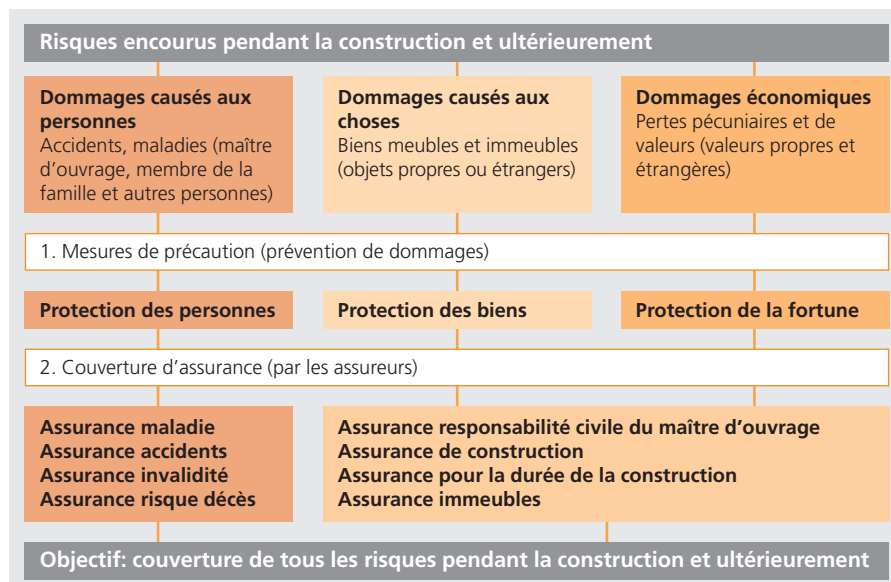 Risques encourus pendant la construction et ultérieurement
Dommages causés aux
personnes
Accidents, maladies (maître
d’ouvrage, membre de la
famille et autres personnes)
Dommages causés aux
choses
Biens meubles et immeubles
(objets propres ou étrangers)
Dommages économiques
Pertes pécuniaires et de
valeurs (valeurs propres et
étrangères)
1. Mesures de précaution (prévention de dommages)
Protection des personnes
Protection des biens
Protection de la fortune
2. Couverture d’assurance (par les assureurs)
Assurance maladie
Assurance accidents
Assurance invalidité
Assurance risque décès
Assurance responsabilité civile du maître d’ouvrage
Assurance de construction
Assurance pour la durée de la construction
Assurance immeubles
Objectif: couverture de tous les risques pendant la construction et ultérieurement